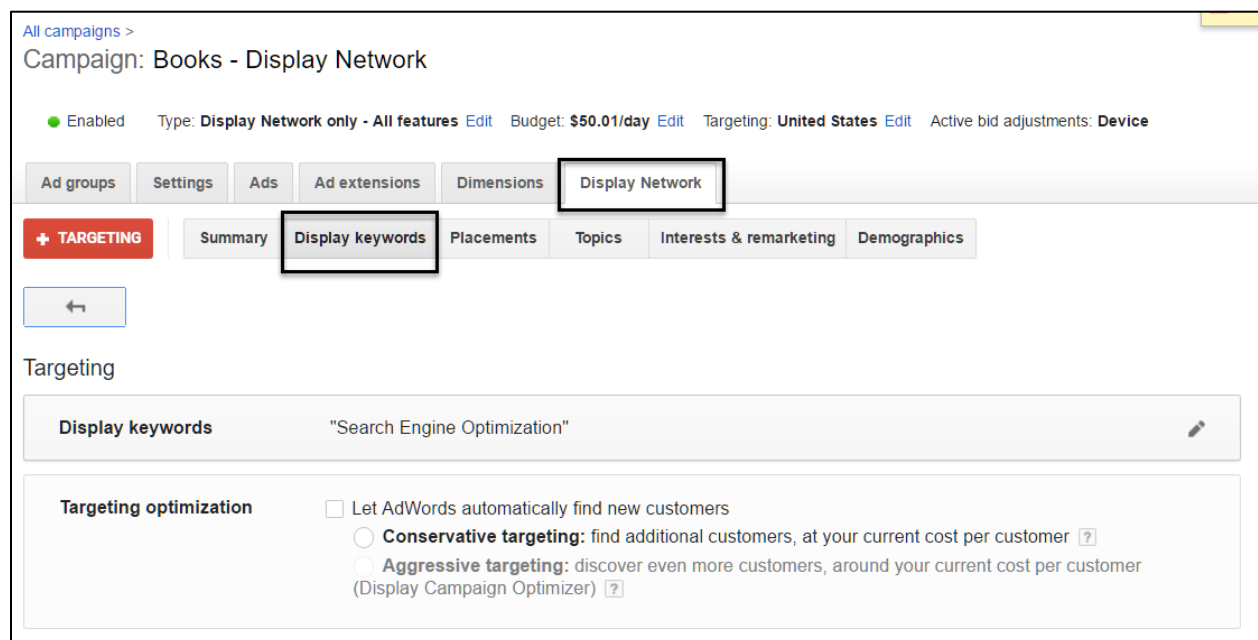 All campaigns >
Campaign: Books - Display Network
Enabled Type: Display Network only - All features Edit Budget: $50.01/day Edit Targeting: United States Edit Active bid adjustments: Device
Ad groups Settings Ads Ad extensions Dimensions Display Network
+ TARGETING Summary Display keywords Placements Topics Interests & remarketing Demographics
Targeting
Display keywords "Search Engine Optimization"
Targeting optimization Let AdWords automatically find new customers
Conservative targeting: find additional customers, at your current cost per customer ?
Aggressive targeting: discover even more customers, around your current cost per customer
(Display Campaign Optimizer) ?